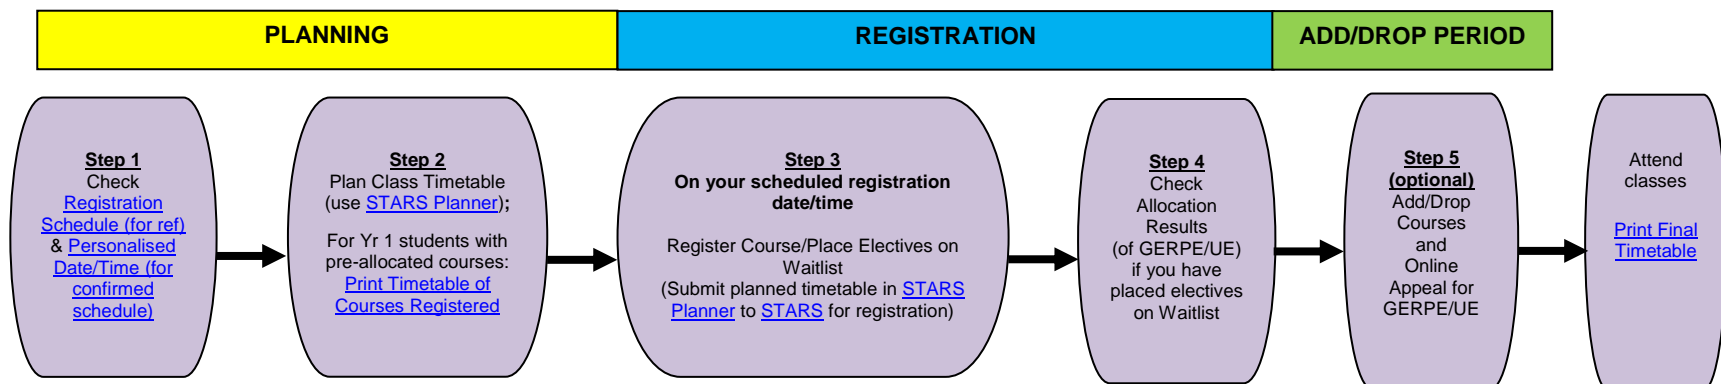 PLANNING
REGISTRATION
ADD/DROP PERIOD
Step 1
Check
Registration
Schedule (for ref)
& Personalised
Date/Time (for
confirmed
schedule)
Step 2
Plan Class Timetable
(use STARS Planner);
For Yr 1 students with
pre-allocated courses:
Print Timetable of
Courses Registered
Step 3
On your scheduled registration
date/time
Register Course/Place Electives on
Waitlist
(Submit planned timetable in STARS
Planner to STARS for registration)
Step 4
Check
Allocation
Results
(of GERPE/UE)
if you have
placed electives
on Waitlist
Step 5
(optional)
Add/Drop
Courses
and
Online
Appeal for
GERPE/UE
Attend
classes
Print Final
Timetable